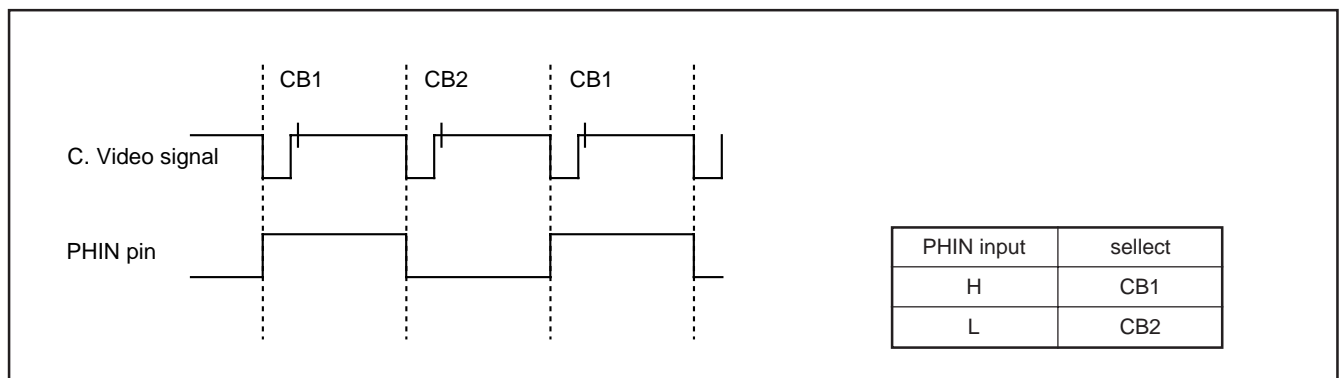 CB1 CB2 CB1
C. Video signal
PHIN pin
PHIN input sellect
H CB1
L CB2